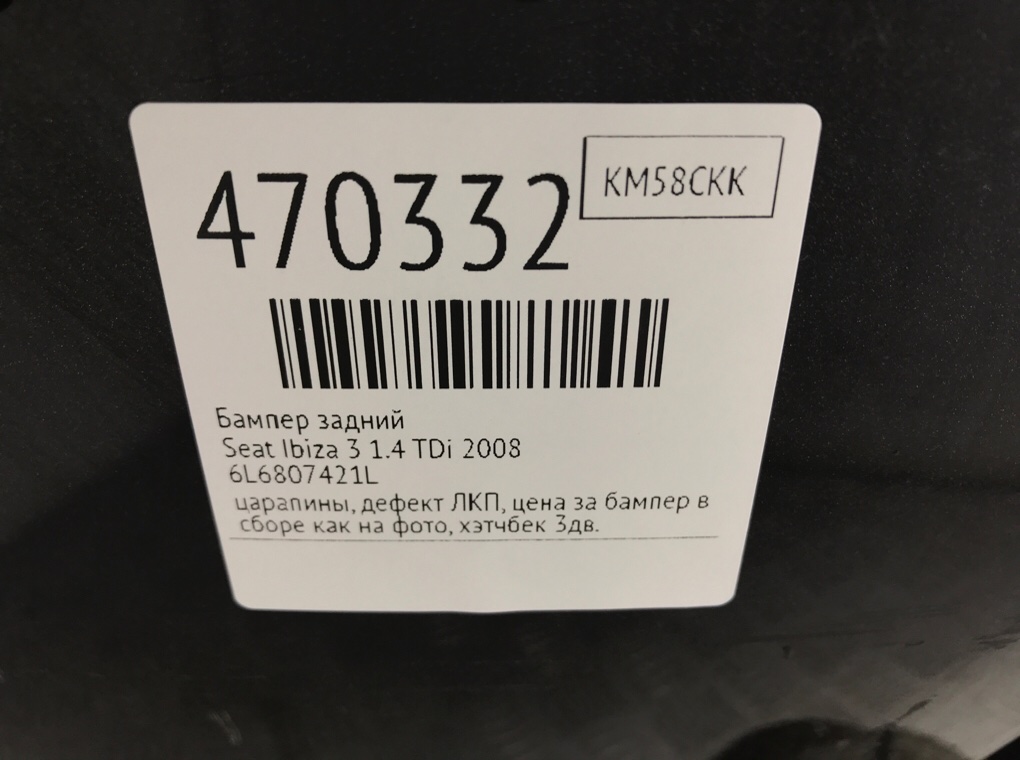 470332
KM58CKK
Бампер задний
Seat Ibiza 3 1.4 TDi 2008
6L6807421L
царапины, дефект ЛКП, цена за бампер в
сборе как на фото, хэтчбек 3дв.